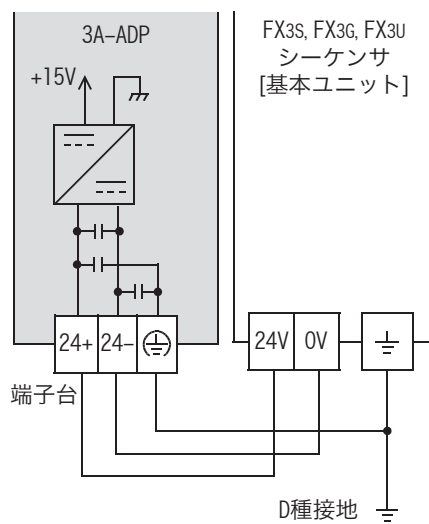 3A-ADP
+15V
FX3S, FX3G, FX3U
シーケンサ
[基本ユニット]
24+ 24-
24V 0V
端子台
D種接地